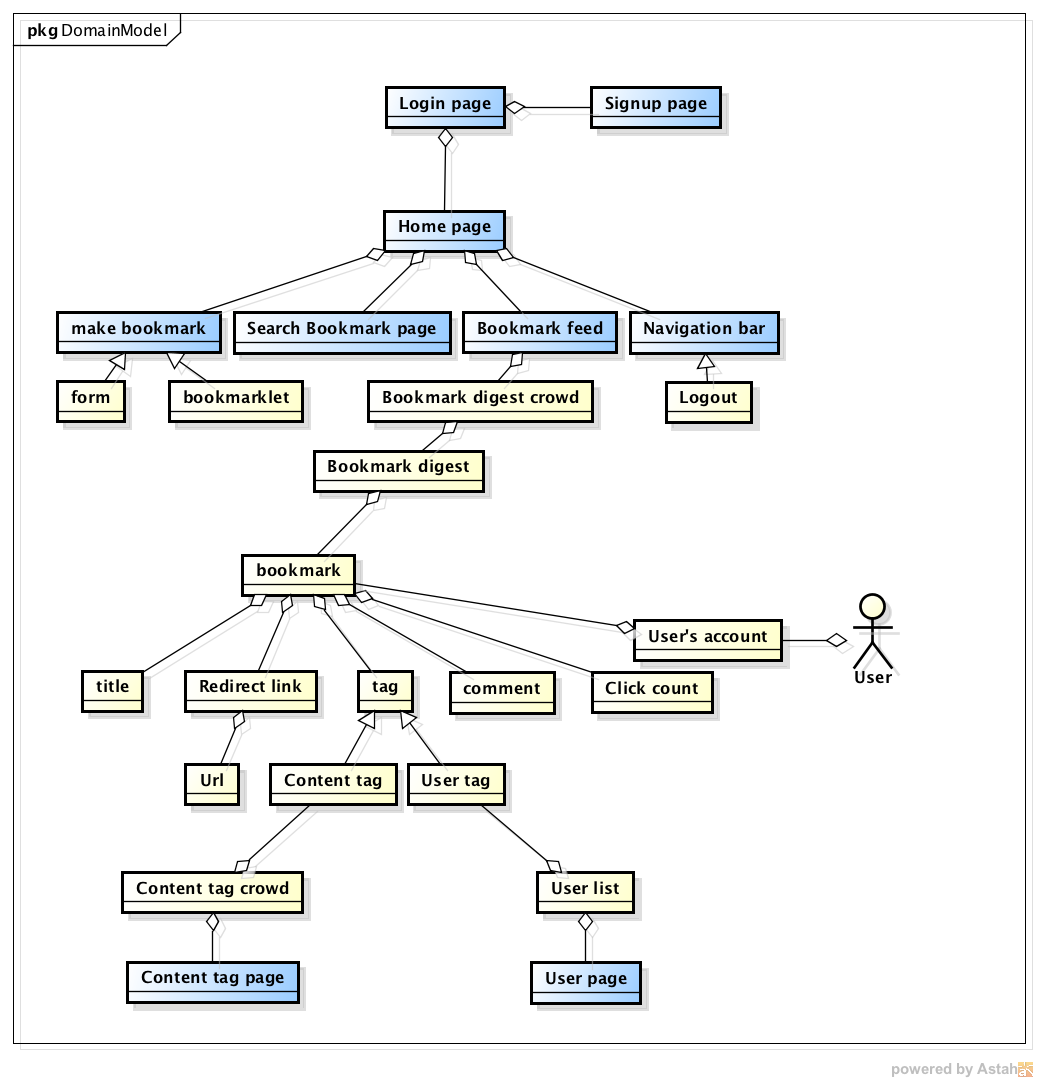 pkg DomainModel
Login page
Signup page
Home page
make bookmark
Search Bookmark page
Bookmark feed
Navigation bar
form
bookmarklet
Bookmark digest crowd
Logout
Bookmark digest
bookmark
User's account
User
title
Redirect link
tag
comment
Click count
Url
Content tag
User tag
Content tag crowd
User list
Content tag page
User page
powered by Astah